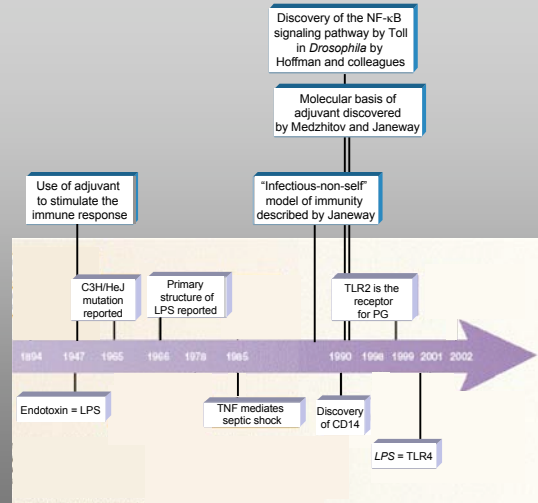 Discovery of the NF-κB
signaling pathway by Toll
in Drosophila by
Hoffman and colleagues
Molecular basis of
adjuvant discovered
by Medzhitov and Janeway
Use of adjuvant
to stimulate the
immune response
“Infectious-non-self”
model of immunity
described by Janeway
C3H/HeJ
mutation
reported
Primary
structure of
LPS reported
TLR2 is the
receptor
for PG
1894 1947 1965 1966 1978 1985 1990 1998 1999 2001 2002
Endotoxin = LPS
TNF mediates
septic shock
Discovery
of CD14
LPS = TLR4